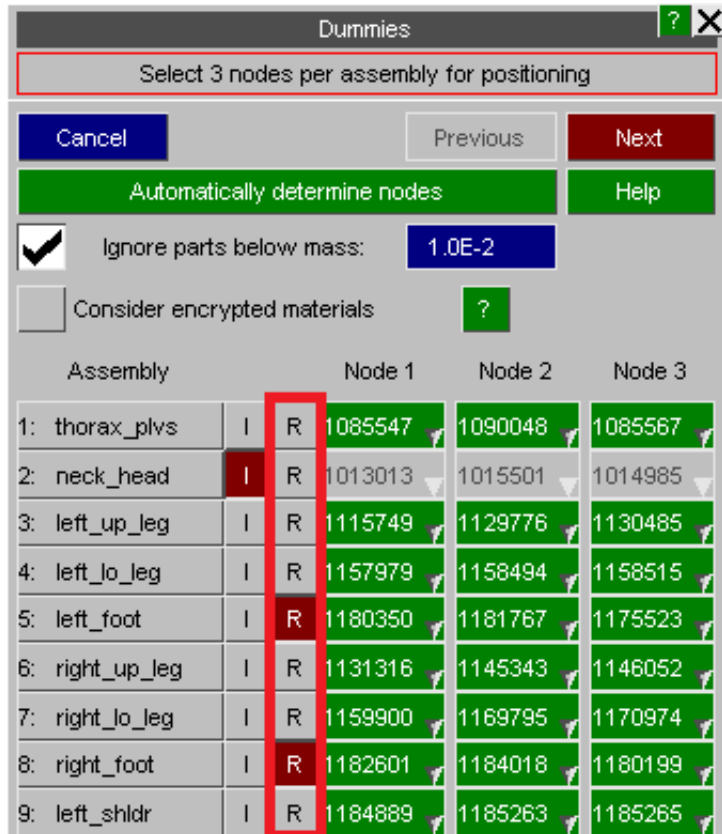 Dummies ? X
Select 3 nodes per assembly for positioning
Cancel Previous Next
Automatically determine nodes Help
Ignore parts below mass: 1.0E-2
Consider encrypted materials ?
Assembly Node 1 Node 2 Node 3
1: thorax_plvs I R 1085547 1090048 1085567
2: neck_head I R 1013013 1015501 1014985
3: left_up_leg I R 1115749 1129776 1130485
4: left_lo_leg I R 1157979 1158494 1158515
5: left_foot I R 1180350 1181767 1175523
6: right_up_leg I R 1131316 1145343 1146052
7: right_lo_leg I R 1159900 1169795 1170974
8: right_foot I R 1182601 1184018 1180199
9: left_shldr I R 1184889 1185263 1185265